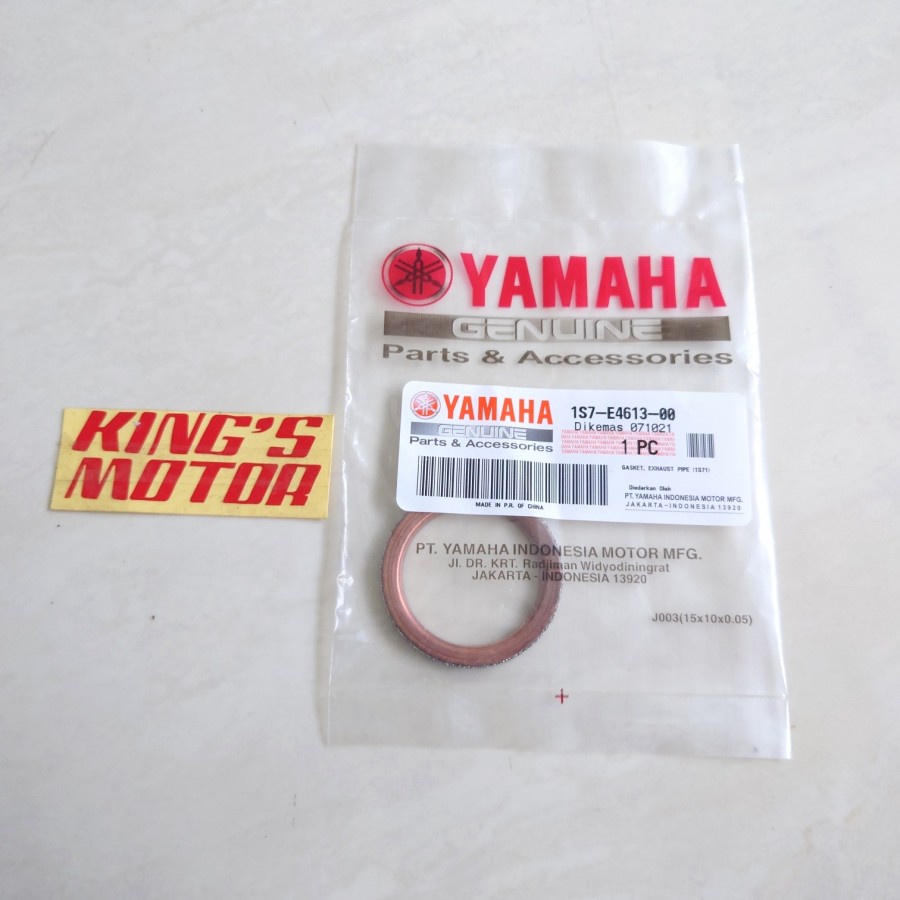 KING'S
MOTOR
YAMAHA
GENUINE
Parts & Accessories
YAMAHA
GENUINE
Parts & Accessories
1S7-E4613-00
Dikemas 071021
1 PC
GASKET, EXHAUST PIPE (1S71)
Diedarkan Oleh
PT. YAMAHA INDONESIA MOTOR MFG.
JAKARTA-INDONESIA 13920
MADE IN P.R. OF CHINA
PT. YAMAHA INDONESIA MOTOR MFG.
Jl. DR. KRT. Radjiman Widyodiningrat
JAKARTA - INDONESIA 13920
J003(15x10x0.05)